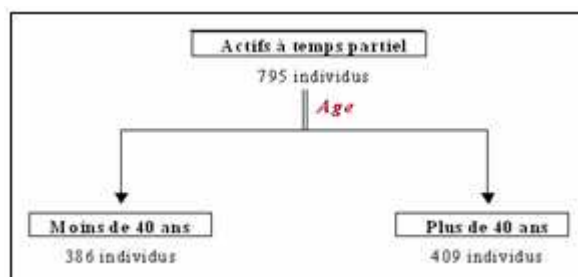 Actifs à temps partiel
795 individus
Age
Moins de 40 ans
386 individus
Plus de 40 ans
409 individus